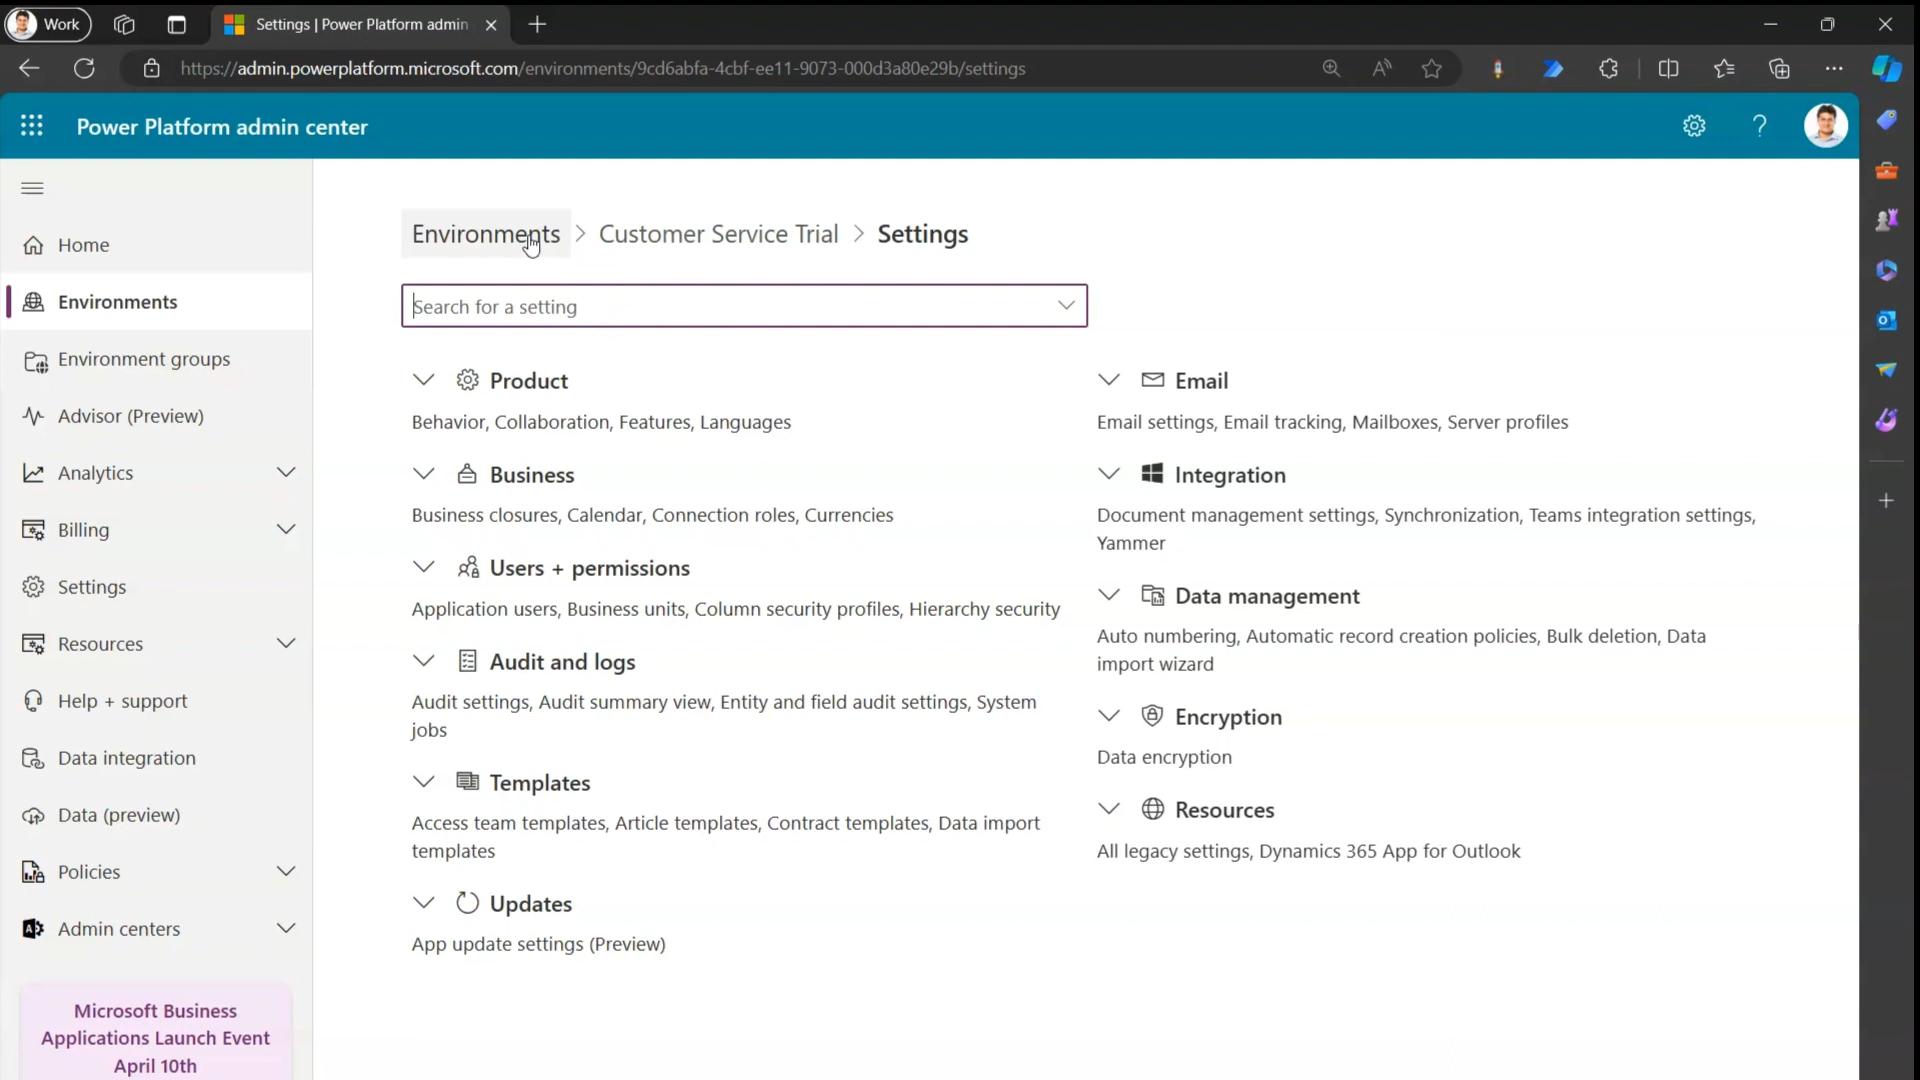 Work
Settings | Power Platform admin
https://admin.powerplatform.microsoft.com/environments/9cd6abfa-4cbf-ee11-9073-000d3a80e29b/settings
Power Platform admin center
Home
Environments
Environment groups
Advisor (Preview)
Analytics
Billing
Settings
Resources
Help + support
Data integration
Data (preview)
Policies
Admin centers
Microsoft Business
Applications Launch Event
April 10th
Environments > Customer Service Trial > Settings
Search for a setting
Product
Behavior, Collaboration, Features, Languages
Business
Business closures, Calendar, Connection roles, Currencies
Users + permissions
Application users, Business units, Column security profiles, Hierarchy security
Audit and logs
Audit settings, Audit summary view, Entity and field audit settings, System
jobs
Templates
Access team templates, Article templates, Contract templates, Data import
templates
Updates
App update settings (Preview)
Email
Email settings, Email tracking, Mailboxes, Server profiles
Integration
Document management settings, Synchronization, Teams integration settings,
Yammer
Data management
Auto numbering, Automatic record creation policies, Bulk deletion, Data
import wizard
Encryption
Data encryption
Resources
All legacy settings, Dynamics 365 App for Outlook